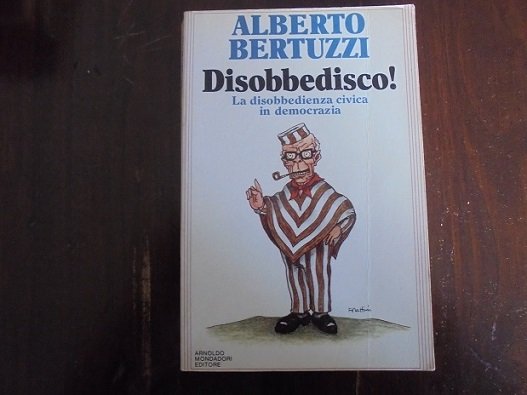 ALBERTO
BERTUZZI
Disobbedisco!
La disobbedienza civica
in democrazia
ARNOLDO
MONDADORI
EDITORE